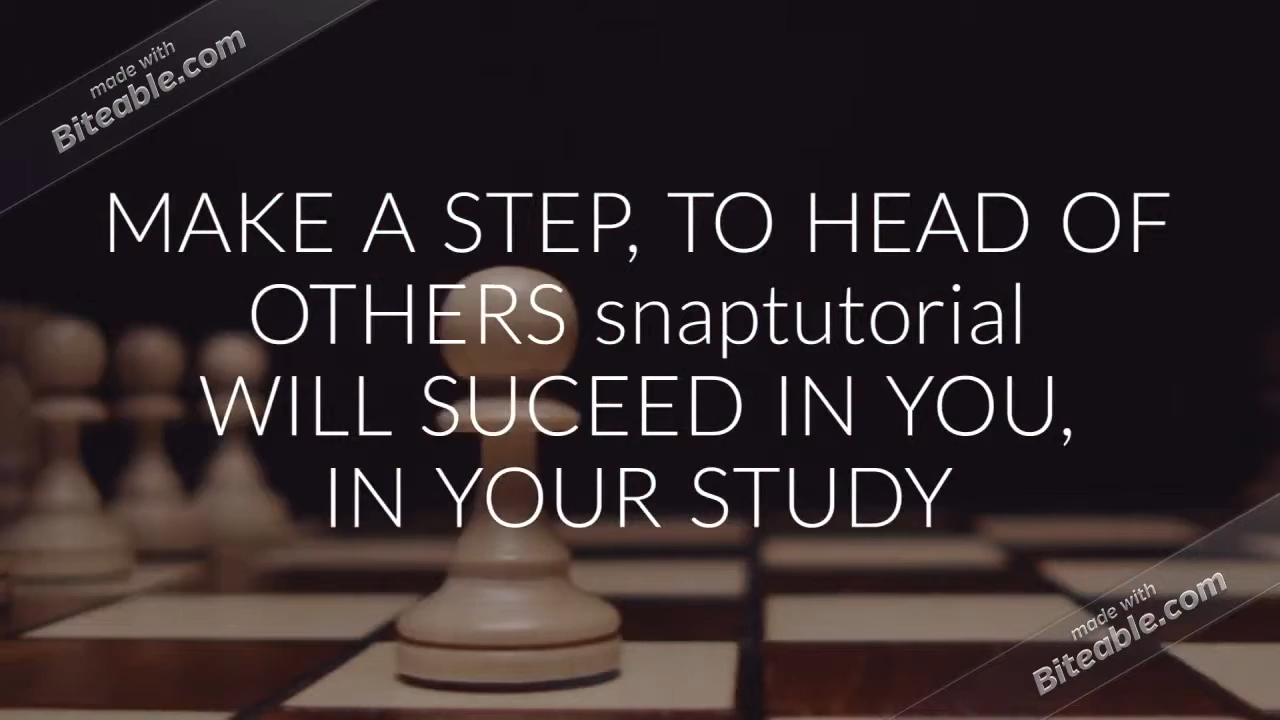 made with
Biteable.com
MAKE A STEP, TO HEAD OF
OTHERS snaptutorial
WILL SUCEED IN YOU,
IN YOUR STUDY
made with
Biteable.com